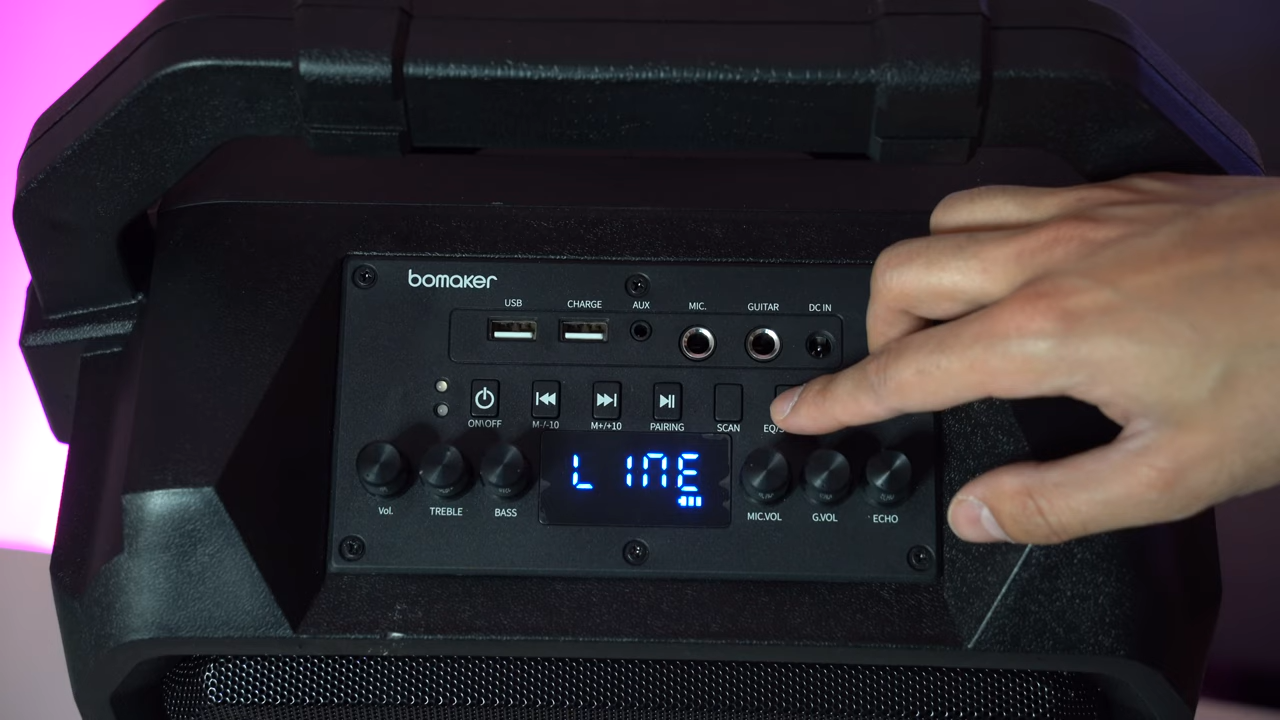 bomaker
USB CHARGE AUX MIC. GUITAR DC IN
ON\OFF M-/-10 M+/+10 PAIRING SCAN EQ/S
LINE
Vol. TREBLE BASS MIC.VOL G.VOL ECHO